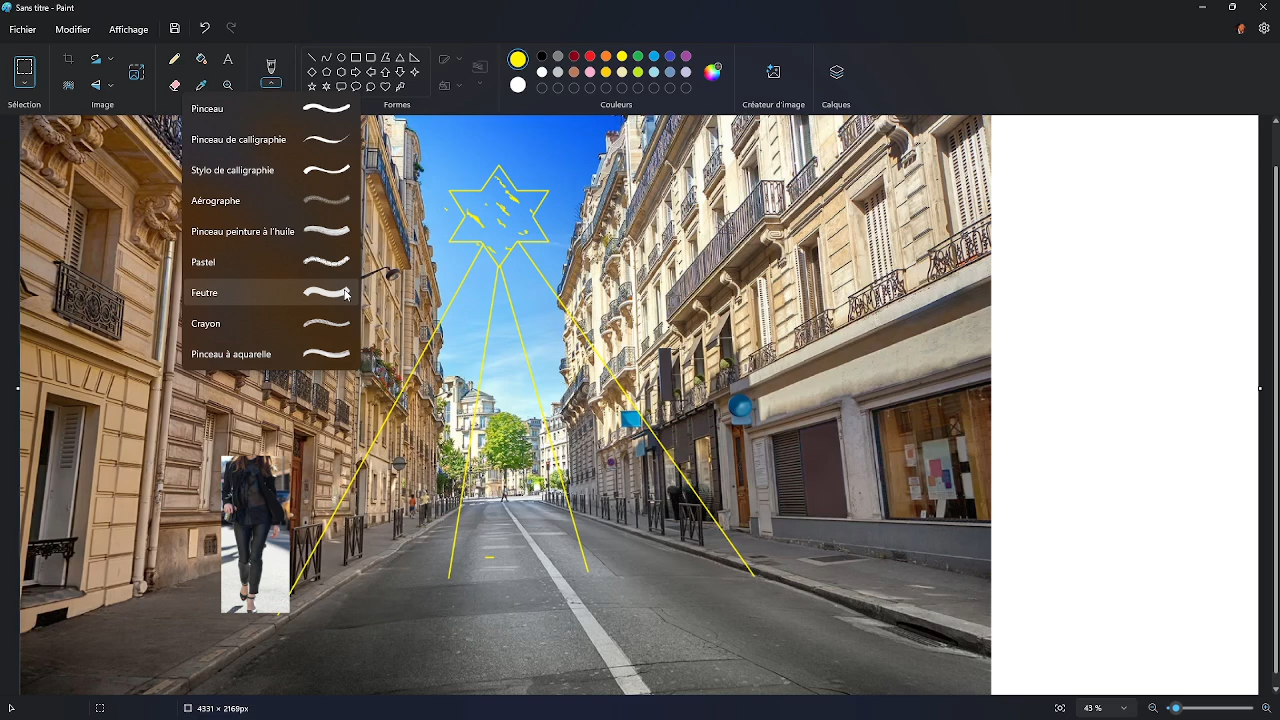 Sans titre - Paint
Fichier
Modifier
Affichage
Sélection
Image
Formes
Couleurs
Créateur d'image
Calques
Pinceau
Pinceau de calligraphie
Stylo de calligraphie
Aérographe
Pinceau peinture à l'huile
Pastel
Feutre
Crayon
Pinceau à aquarelle
4331 × 2169px
43 %